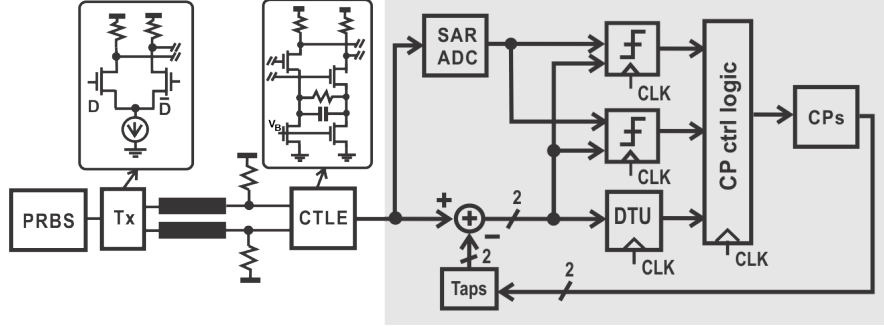 D
D
V_B
PRBS
Tx
CTLE
SAR
ADC
CLK
CLK
+
+
−
2
2
DTU
CLK
CP ctrl logic
CLK
CPs
Taps
2